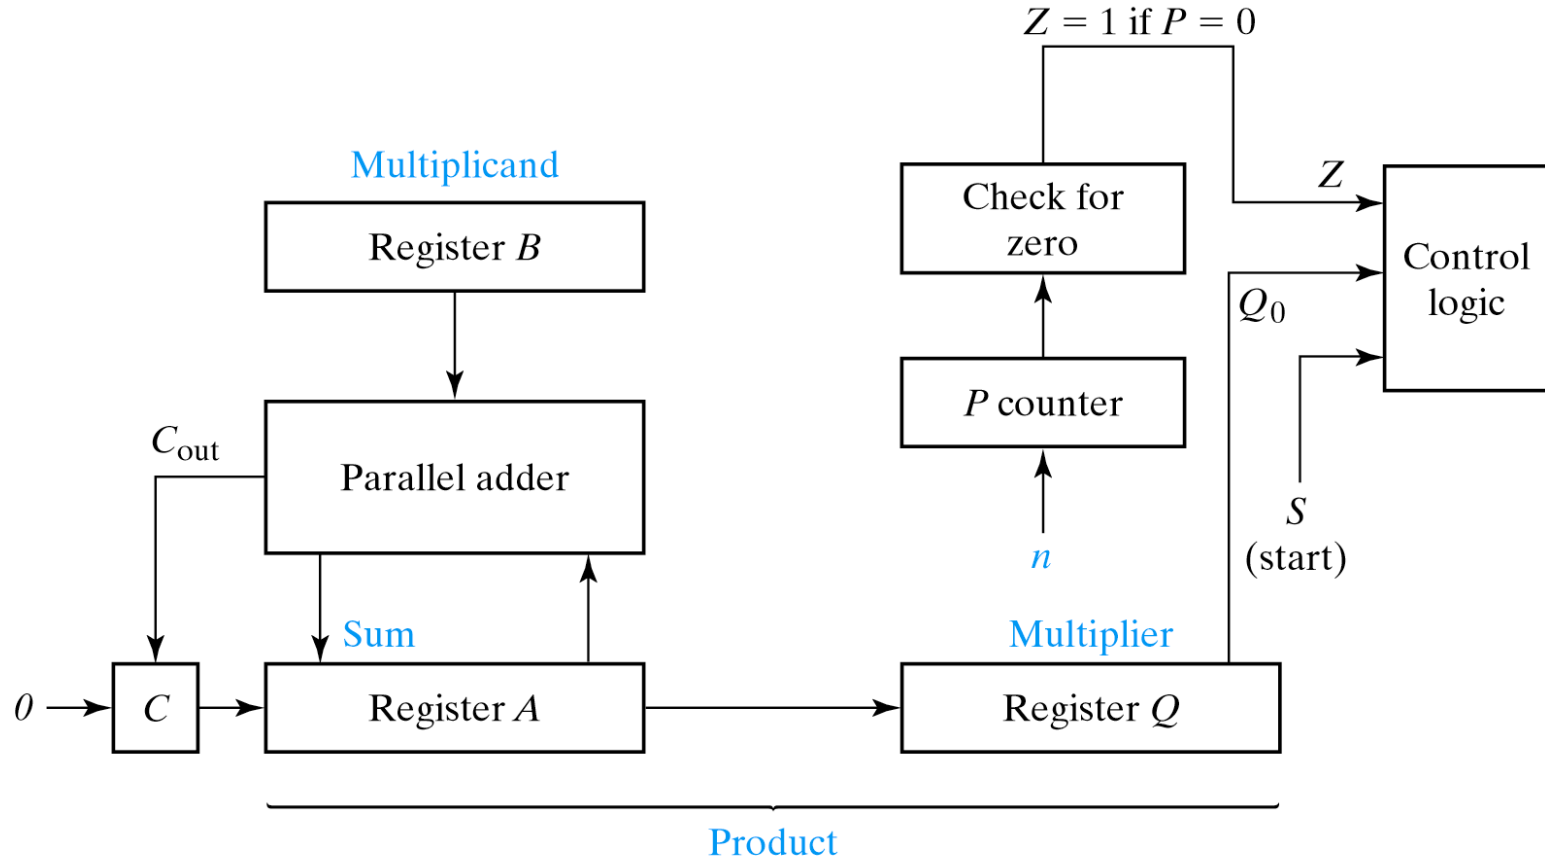 Z = 1 if P = 0
Multiplicand
Register B
Check for
zero
Z
Control
logic
Q0
P counter
Cout
Parallel adder
S
(start)
n
Sum
Multiplier
0
C
Register A
Register Q
Product